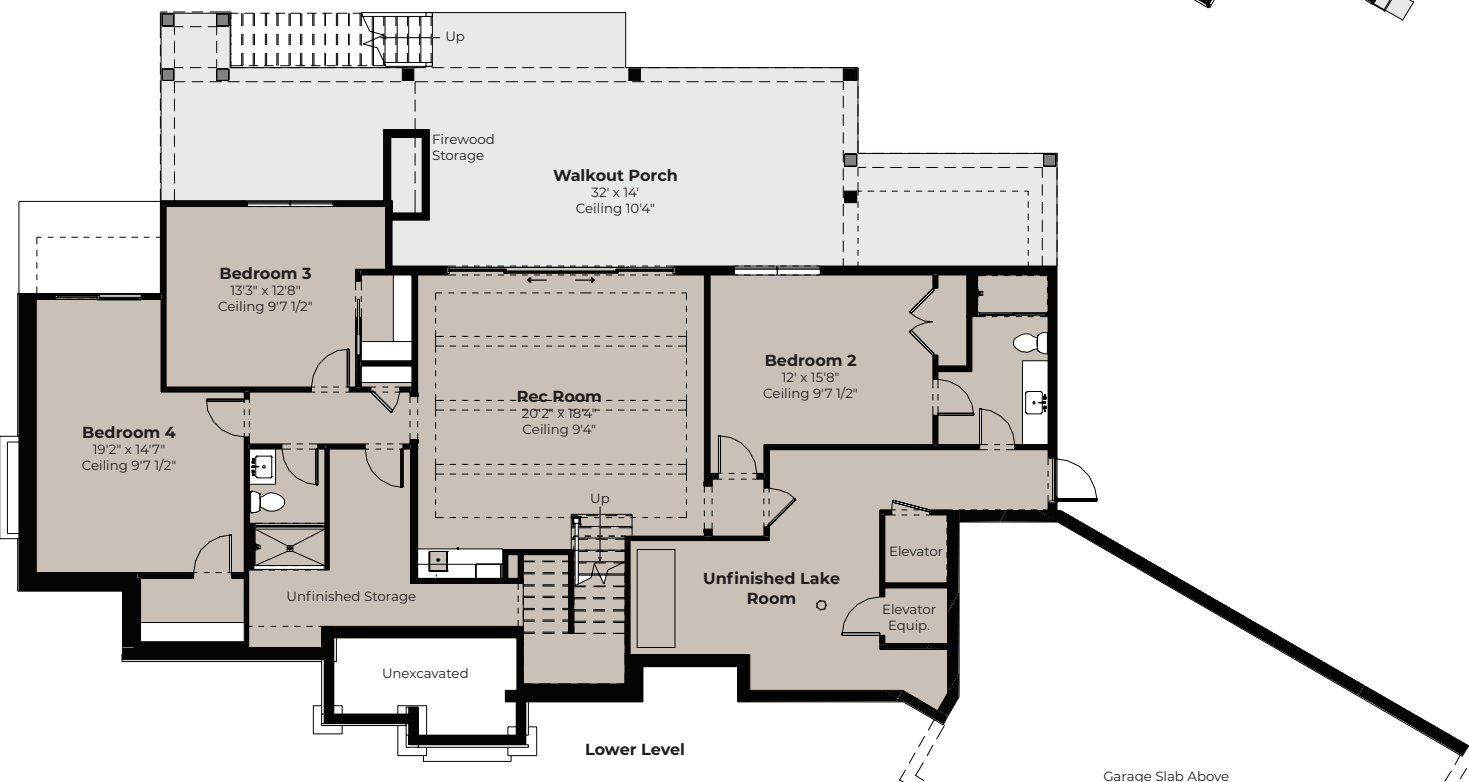 Up
Firewood
Storage
Walkout Porch
32' x 14'
Ceiling 10'4"
Bedroom 3
13'3" x 12'8"
Ceiling 9'7 1/2"
Bedroom 2
12' x 15'8"
Ceiling 9'7 1/2"
Rec Room
20'2" x 18'4"
Ceiling 9'4"
Bedroom 4
19'2" x 14'7"
Ceiling 9'7 1/2"
Up
Elevator
Unfinished Lake
Room
Unfinished Storage
Elevator
Equip.
Unexcavated
Lower Level
Garage Slab Above